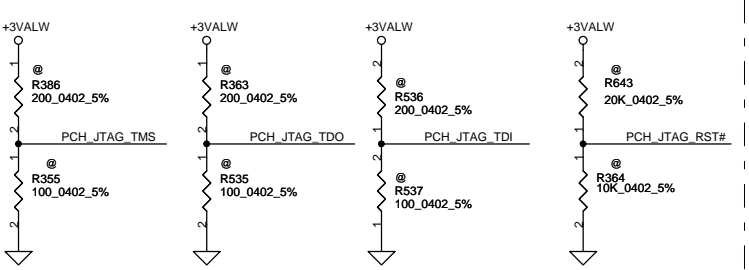 +3VALW +3VALW +3VALW +3VALW
1 1 2 2
@ @ @ @
R386 R363 R536 R643
200_0402_5% 200_0402_5% 200_0402_5% 20K_0402_5%
2 2 1 1
PCH_JTAG_TMS PCH_JTAG_TDO PCH_JTAG_TDI PCH_JTAG_RST#
1 1 2 1
@ @ @ @
R355 R535 R537 R364
100_0402_5% 100_0402_5% 100_0402_5% 10K_0402_5%
2 2 1 2